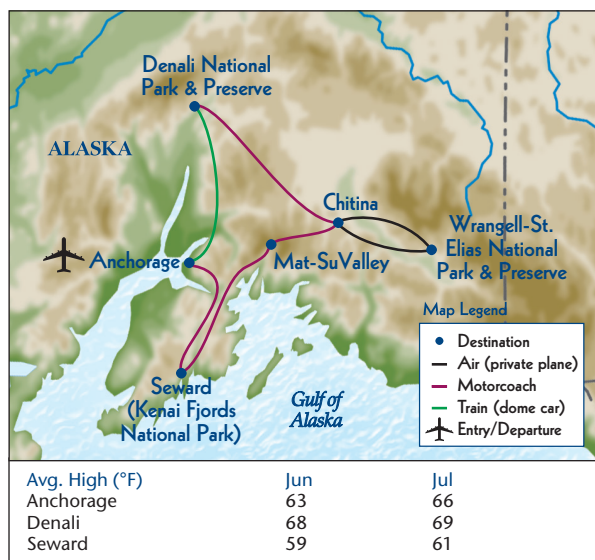 Denali National
Park & Preserve
ALASKA
Chitina
Wrangell-St.
Elias National
Park & Preserve
Anchorage
Mat-SuValley
Map Legend
Destination
Air (private plane)
Motorcoach
Train (dome car)
Entry/Departure
Seward
(Kenai Fjords
National Park)
Gulf of
Alaska
Avg. High (°F) Jun Jul
Anchorage 63 66
Denali 68 69
Seward 59 61